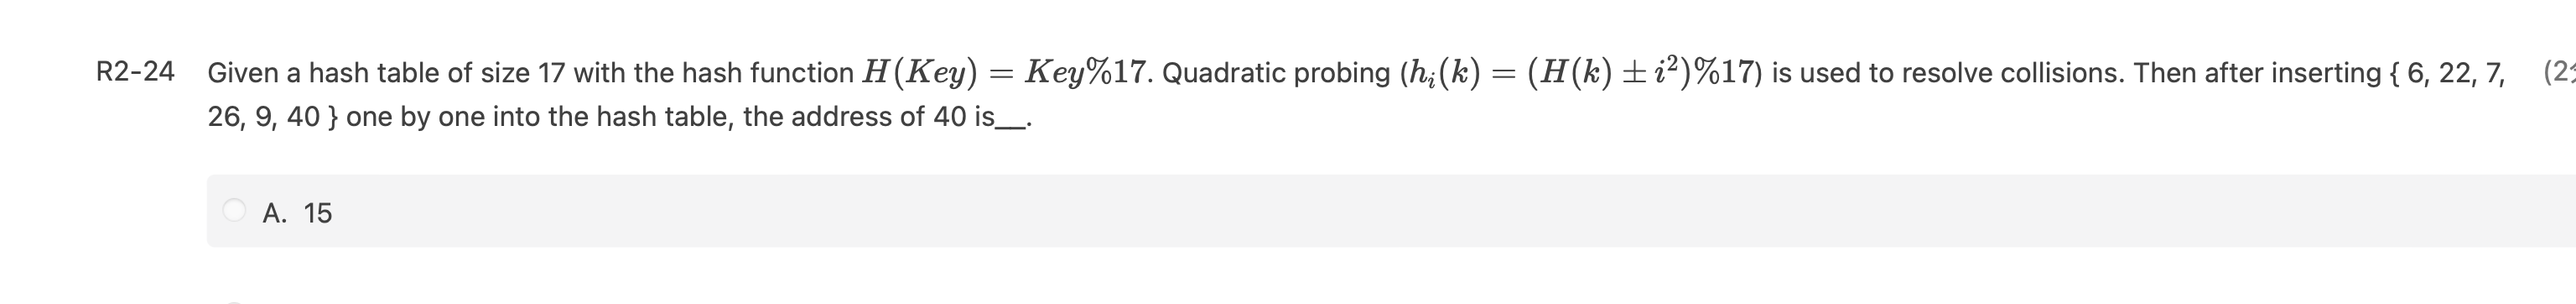 R2-24 Given a hash table of size 17 with the hash function H(Key) = Key%17. Quadratic probing (hᵢ(k) = (H(k) ± i²)%17) is used to resolve collisions. Then after inserting { 6, 22, 7,
26, 9, 40 } one by one into the hash table, the address of 40 is__.
A. 15